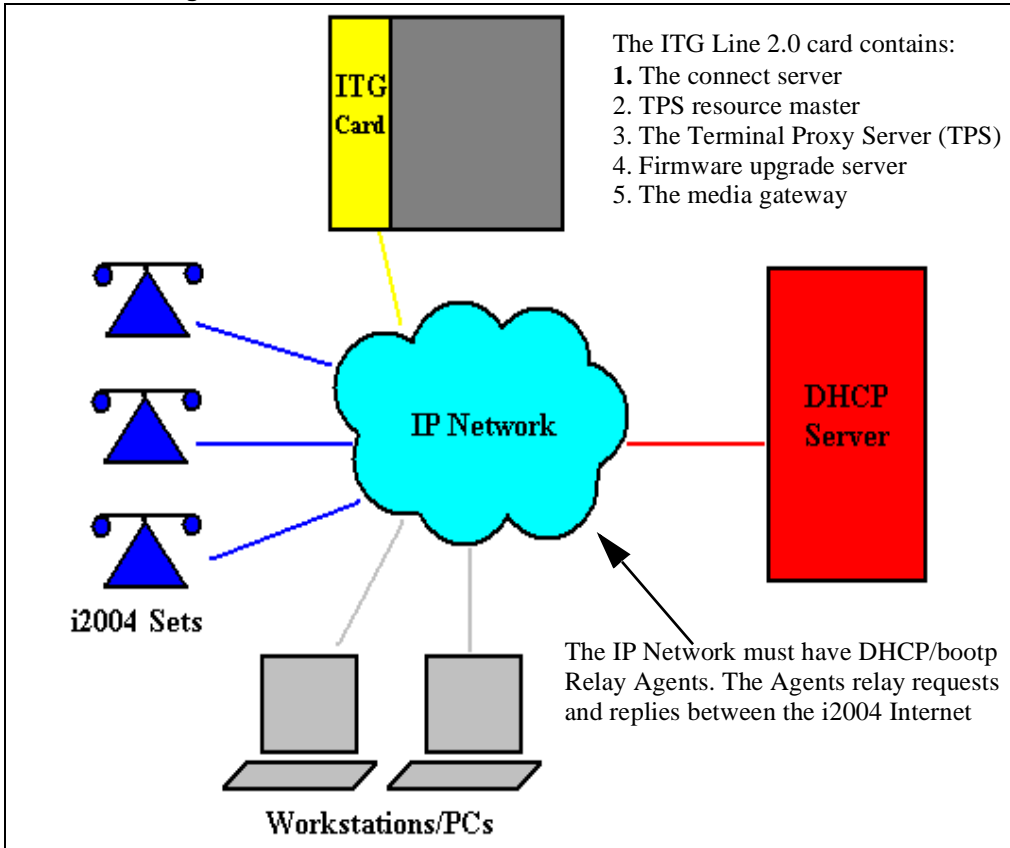 The ITG Line 2.0 card contains:
1. The connect server
2. TPS resource master
3. The Terminal Proxy Server (TPS)
4. Firmware upgrade server
5. The media gateway
ITG
Card
IP Network
DHCP
Server
i2004 Sets
The IP Network must have DHCP/bootp
Relay Agents. The Agents relay requests
and replies between the i2004 Internet
Workstations/PCs